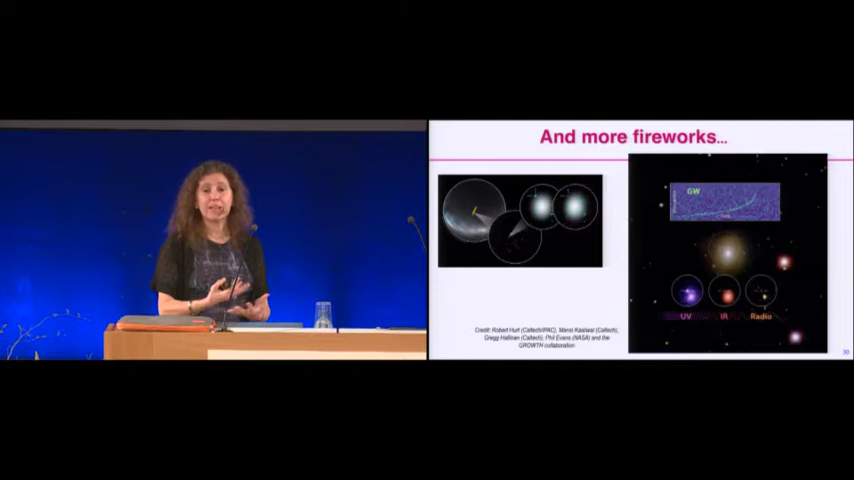 And more fireworks...
GW
UV
IR
Radio
Credit: Robert Hurt (Caltech/IPAC), Mansi Kasliwal (Caltech),
Gregg Hallinan (Caltech), Phil Evans (NASA) and the
GROWTH collaboration
30